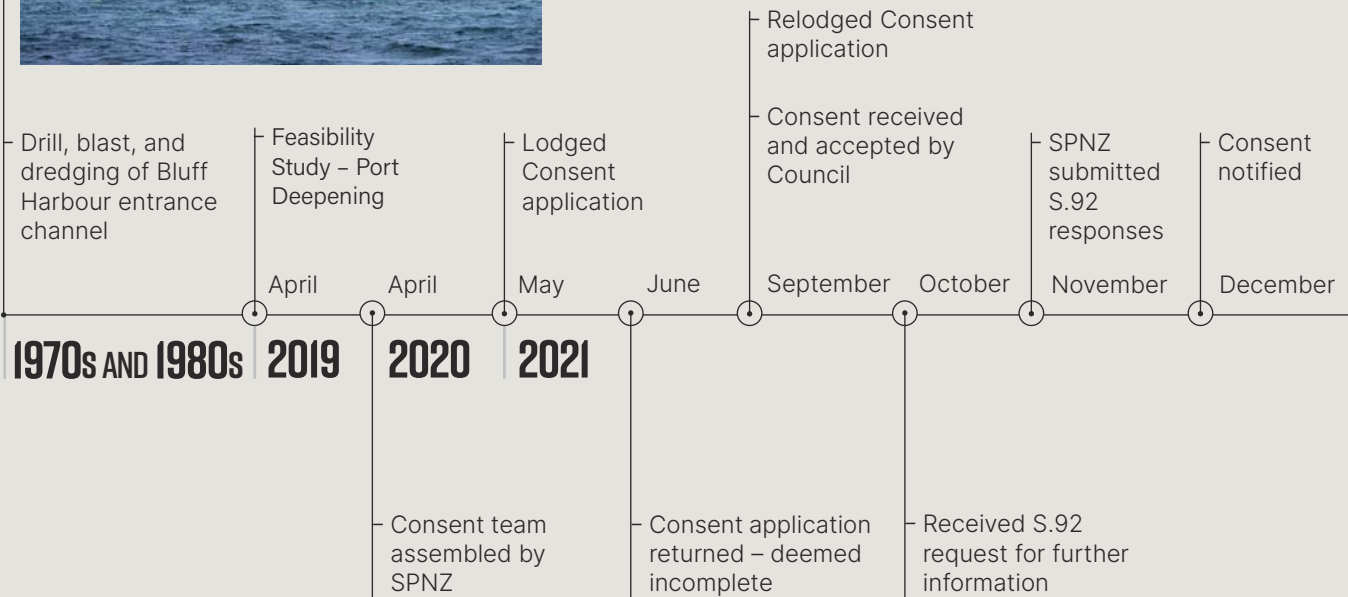 Relodged Consent
application
Consent received
and accepted by
Council
Drill, blast, and
dredging of Bluff
Harbour entrance
channel
Feasibility
Study – Port
Deepening
Lodged
Consent
application
SPNZ
submitted
S.92
responses
Consent
notified
April
April
May
June
September
October
November
December
1970s AND 1980s
2019
2020
2021
Consent team
assembled by
SPNZ
Consent application
returned – deemed
incomplete
Received S.92
request for further
information